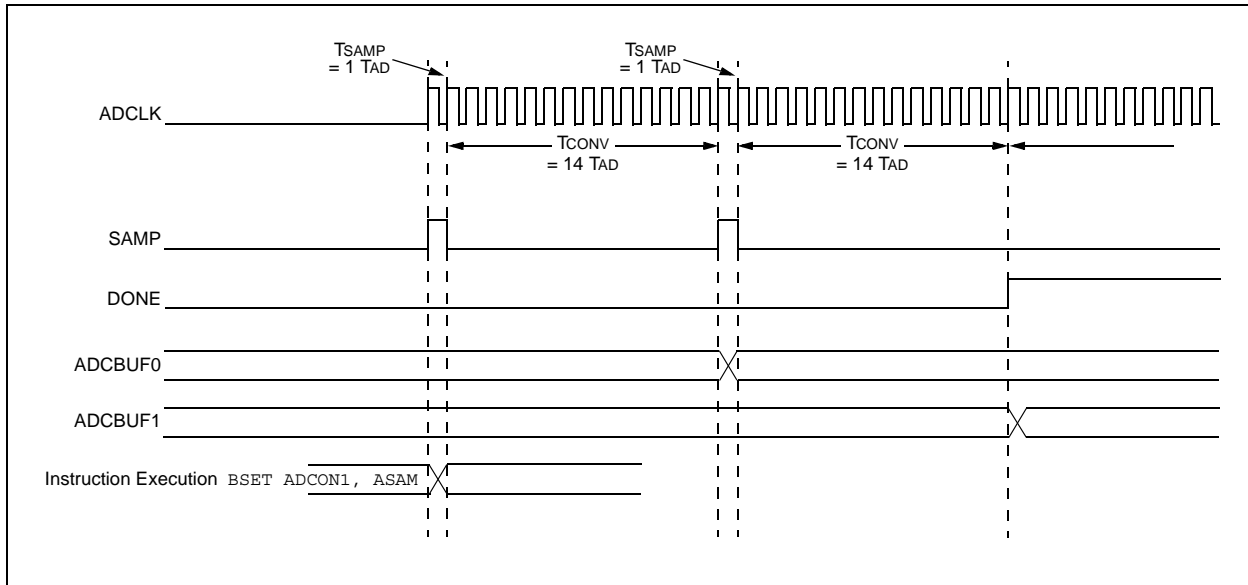 TSAMP
= 1 TAD
TSAMP
= 1 TAD
ADCLK
TCONV
= 14 TAD
TCONV
= 14 TAD
SAMP
DONE
ADCBUF0
ADCBUF1
Instruction Execution BSET ADCON1, ASAM